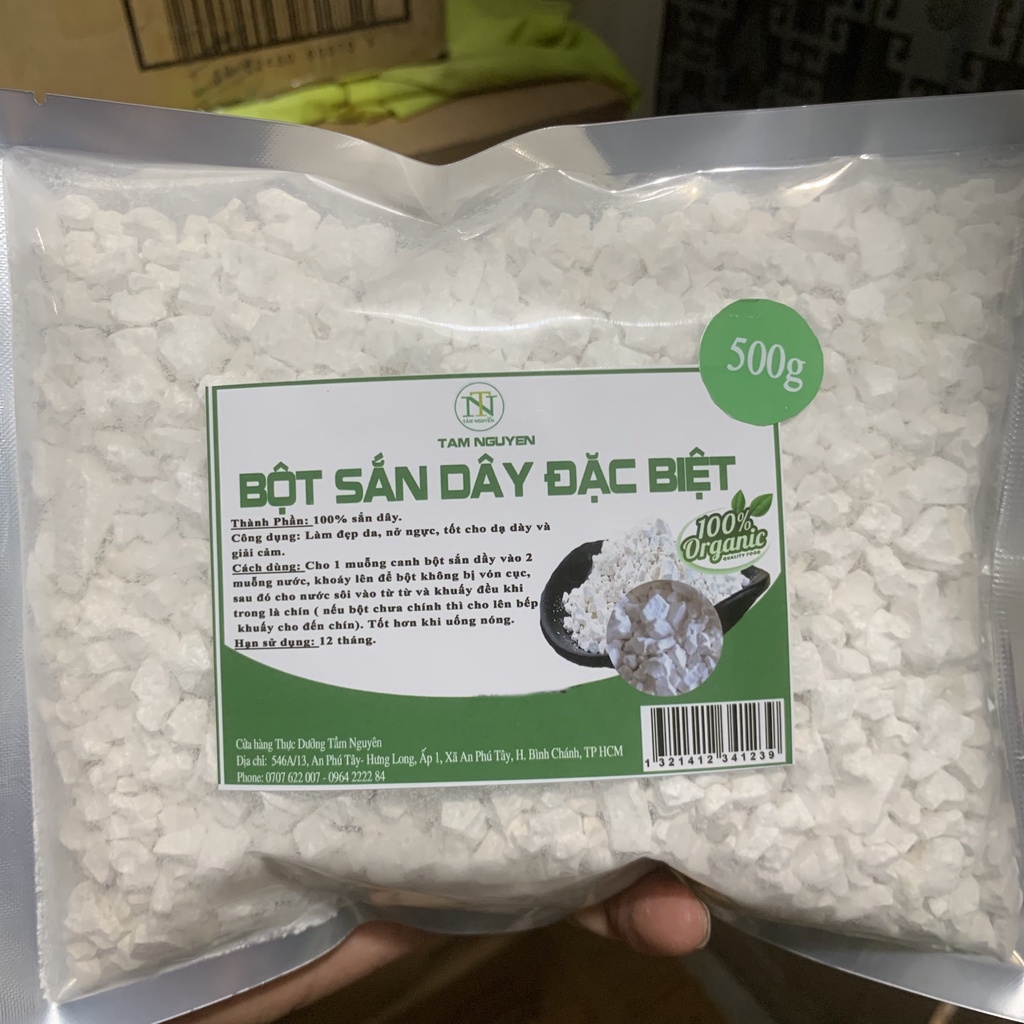 500g
TN
TÂM NGUYÊN
TAM NGUYEN
BỘT SẮN DÂY ĐẶC BIỆT
Thành Phần: 100% sắn dây.
Công dụng: Làm đẹp da, nở ngực, tốt cho dạ dày và
giải cảm.
Cách dùng: Cho 1 muỗng canh bột sắn dầy vào 2
muỗng nước, khoáy lên để bột không bị vón cục,
sau đó cho nước sôi vào từ từ và khuấy đều khi
trong là chín ( nếu bột chưa chính thì cho lên bếp
khuấy cho đến chín). Tốt hơn khi uống nóng.
Hạn sử dụng: 12 tháng.
100%
Organic
QUALITY FOOD
Cửa hàng Thực Dưỡng Tầm Nguyên
Địa chỉ: 546A/13, An Phú Tây- Hưng Long, Ấp 1, Xã An Phú Tây, H. Bình Chánh, TP HCM
Phone: 0707 622 007 - 0964 2222 84
1 321412 341239